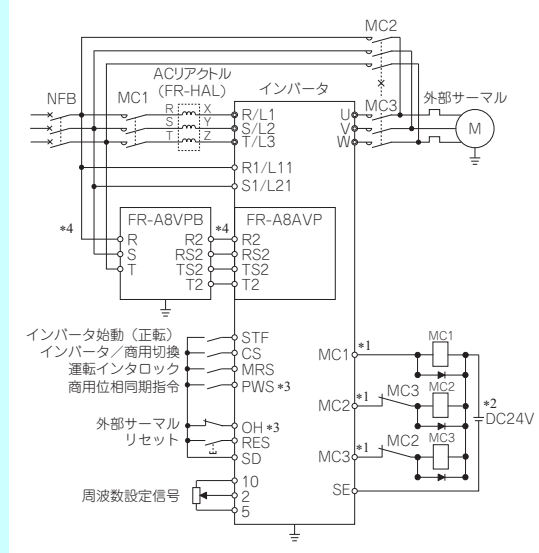 MC2
ACリアクトル
(FR-HAL)
インバータ
NFB
MC1
MC3
外部サーマル
R X
S Y
T Z
R/L1
S/L2
T/L3
U
V
W
M
R1/L11
S1/L21
*4
FR-A8VPB
*4
FR-A8AVP
R R2 R2
S RS2 RS2
T TS2 TS2
T2 T2
インバータ始動（正転） STF
インバータ／商用切換 CS
運転インタロック MRS
商用位相同期指令 PWS *3
外部サーマル OH *3
リセット RES
SD
周波数設定信号
10
2
5
MC1 *1 MC1
MC2 *1 MC3 MC2
*2
DC24V
MC3 *1 MC2 MC3
SE